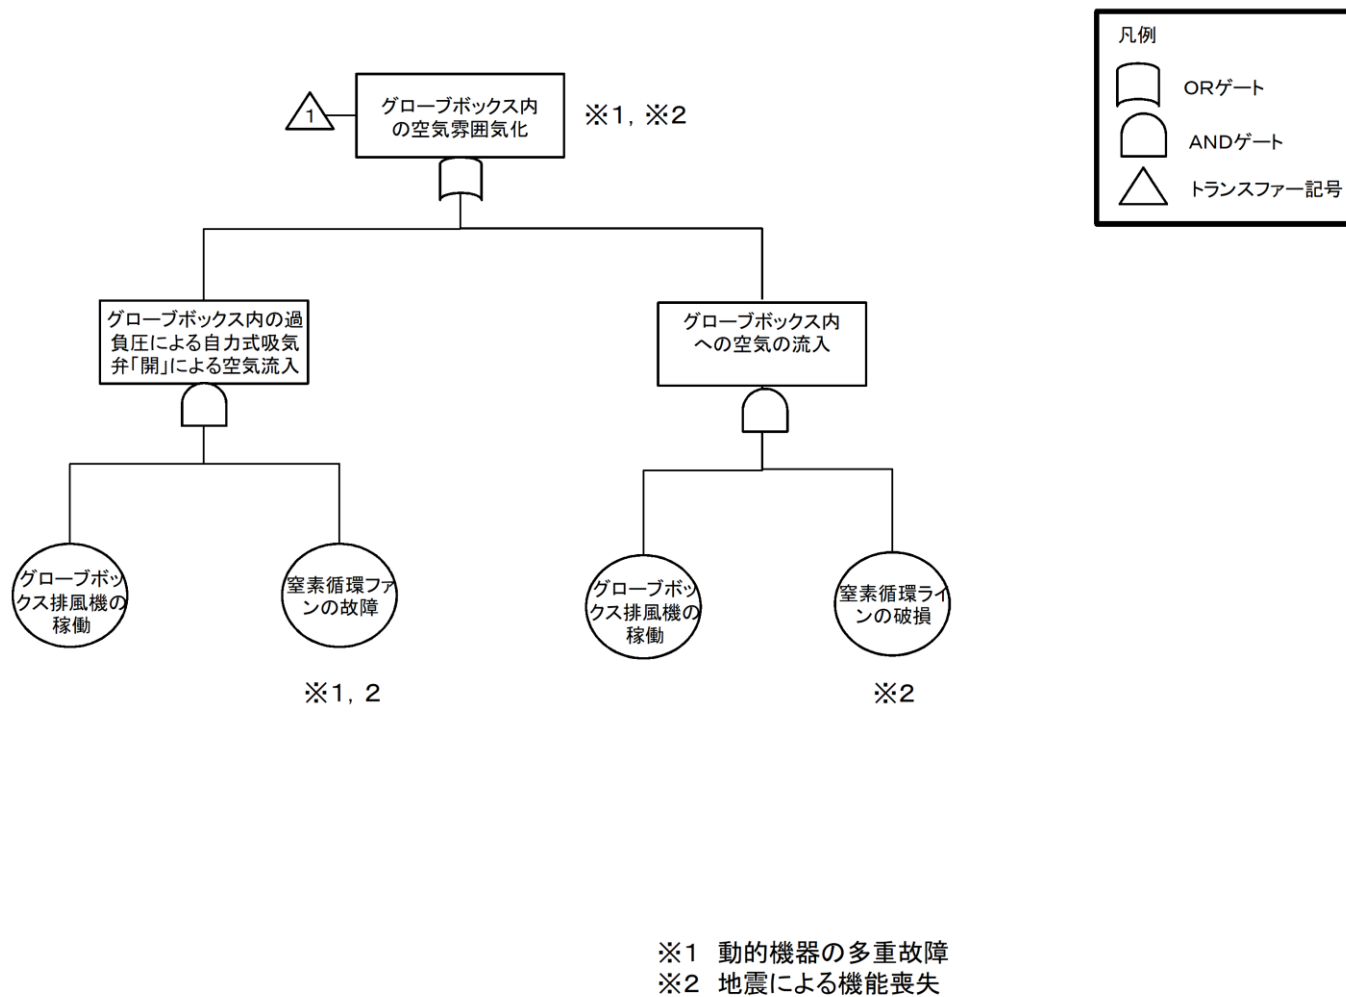 凡例
ORゲート
ANDゲート
トランスファー記号
1
グローブボックス内
の空気雰囲気化
※1, ※2
グローブボックス内の過
負圧による自力式吸気
弁「開」による空気流入
グローブボックス内
への空気の流入
グローブボッ
クス排風機の
稼働
窒素循環ファ
ンの故障
※1, 2
グローブボッ
クス排風機の
稼働
窒素循環ライ
ンの破損
※2
※1 動的機器の多重故障
※2 地震による機能喪失